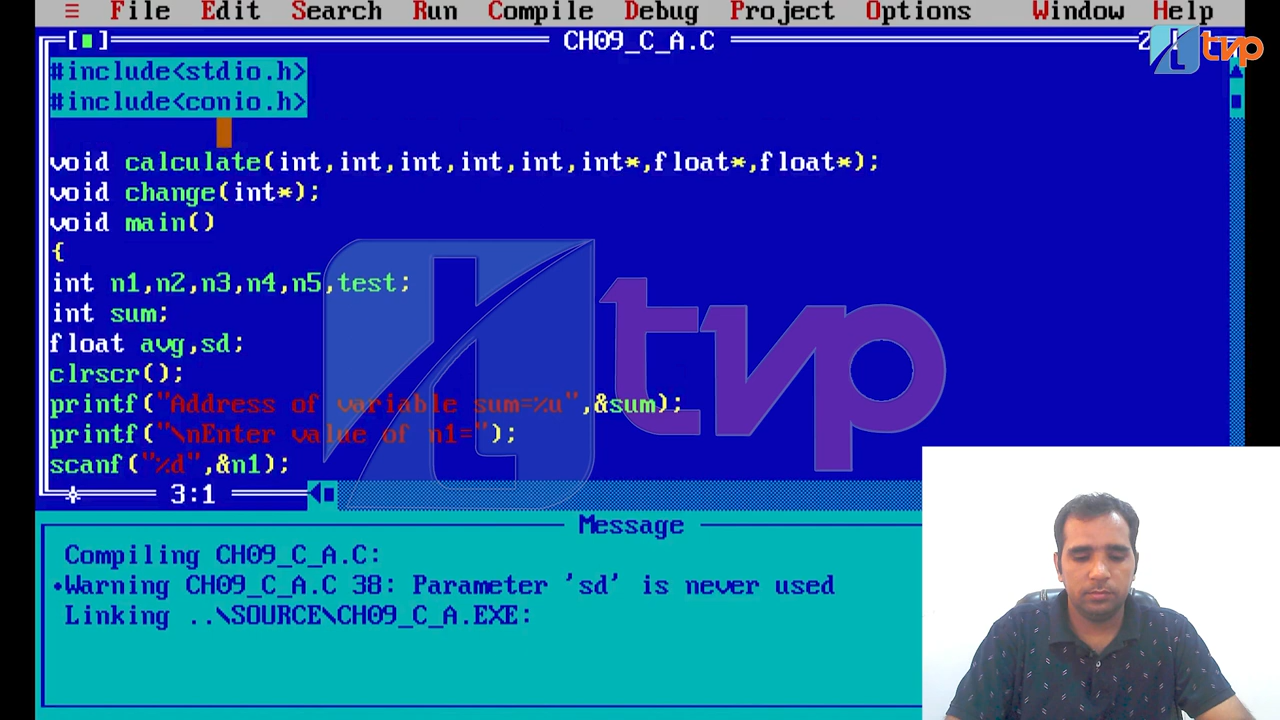 ≡ File Edit Search Run Compile Debug Project Options Window Help
[■] CH09_C_A.C 2
tvp
#include<stdio.h>
#include<conio.h>
void calculate(int,int,int,int,int,int*,float*,float*);
void change(int*);
void main()
{
int n1,n2,n3,n4,n5,test;
int sum;
float avg,sd;
clrscr();
printf("Address of variable sum=%u",&sum);
printf("\nEnter value of n1=");
scanf("%d",&n1);
tvp
3:1
Message
Compiling CH09_C_A.C:
•Warning CH09_C_A.C 38: Parameter 'sd' is never used
Linking ..\SOURCE\CH09_C_A.EXE: